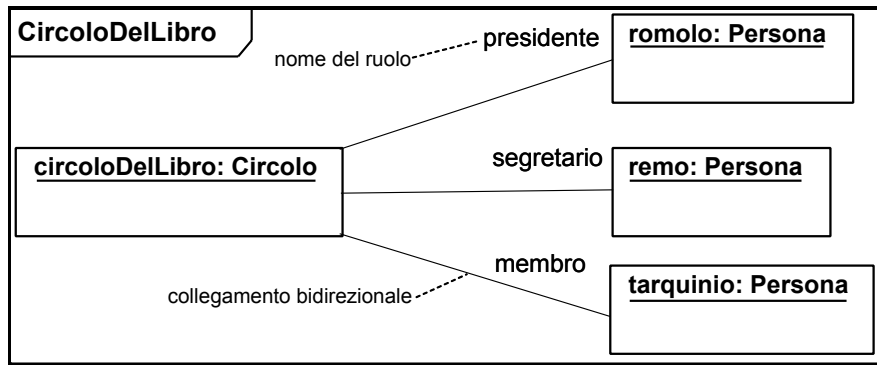 CircoloDelLibro
presidente
romolo: Persona
nome del ruolo
circoloDelLibro: Circolo
segretario
remo: Persona
membro
tarquinio: Persona
collegamento bidirezionale